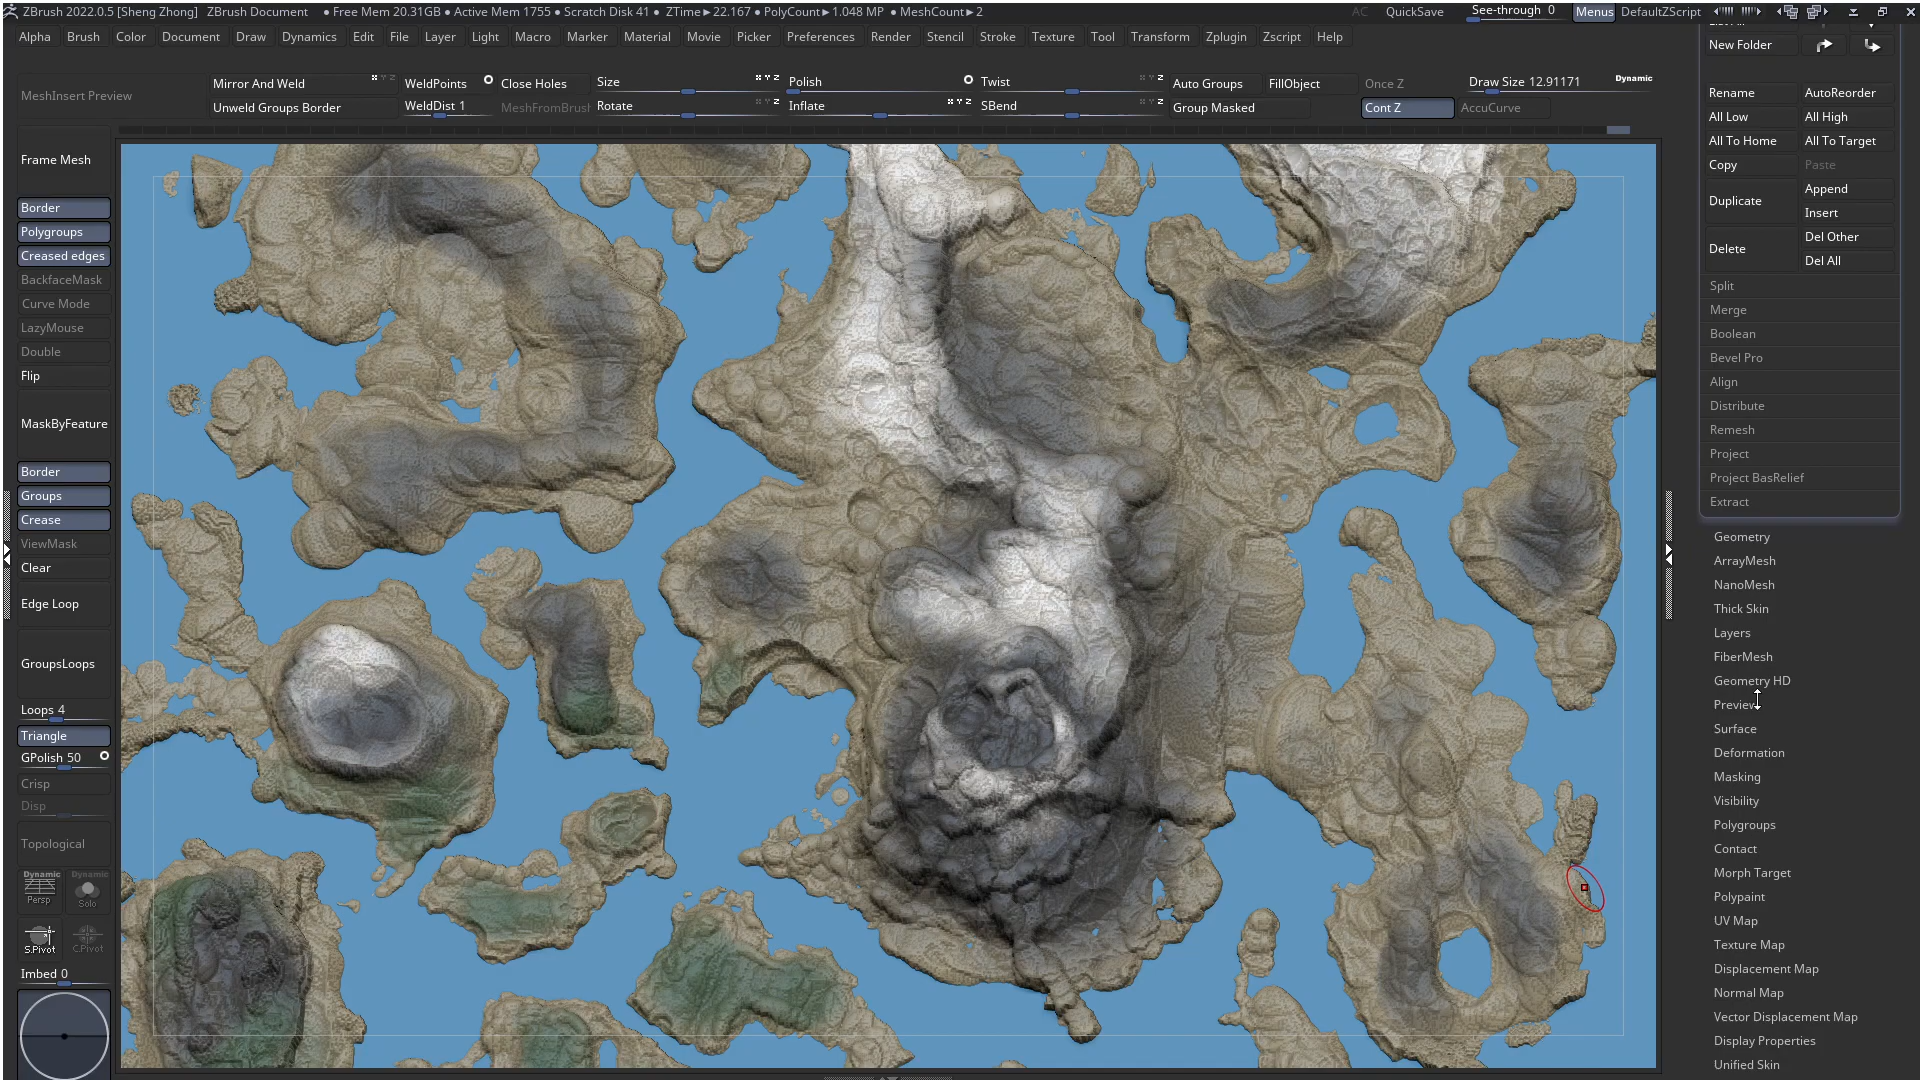 ZBrush 2022.0.5 [Sheng Zhong] ZBrush Document • Free Mem 20.31GB • Active Mem 1755 • Scratch Disk 41 • ZTime►22.167 • PolyCount►1.048 MP • MeshCount►2 AC QuickSave See-through 0 Menus DefaultZScript
Alpha Brush Color Document Draw Dynamics Edit File Layer Light Macro Marker Material Movie Picker Preferences Render Stencil Stroke Texture Tool Transform Zplugin Zscript Help
MeshInsert Preview
Mirror And Weld
Unweld Groups Border
WeldPoints
WeldDist 1
Close Holes
MeshFromBrush
Size
Rotate
Polish
Inflate
Twist
SBend
Auto Groups
Group Masked
FillObject
Once Z
Cont Z
AccuCurve
Draw Size 12.91171
Dynamic
Frame Mesh
Border
Polygroups
Creased edges
BackfaceMask
Curve Mode
LazyMouse
Double
Flip
MaskByFeature
Border
Groups
Crease
ViewMask
Clear
Edge Loop
GroupsLoops
Loops 4
Triangle
GPolish 50
Crisp
Disp
Topological
Dynamic
Persp
Dynamic
Solo
S.Pivot
C.Pivot
Imbed 0
New Folder
Rename
AutoReorder
All Low
All High
All To Home
All To Target
Copy
Paste
Duplicate
Append
Insert
Delete
Del Other
Del All
Split
Merge
Boolean
Bevel Pro
Align
Distribute
Remesh
Project
Project BasRelief
Extract
Geometry
ArrayMesh
NanoMesh
Thick Skin
Layers
FiberMesh
Geometry HD
Preview
Surface
Deformation
Masking
Visibility
Polygroups
Contact
Morph Target
Polypaint
UV Map
Texture Map
Displacement Map
Normal Map
Vector Displacement Map
Display Properties
Unified Skin